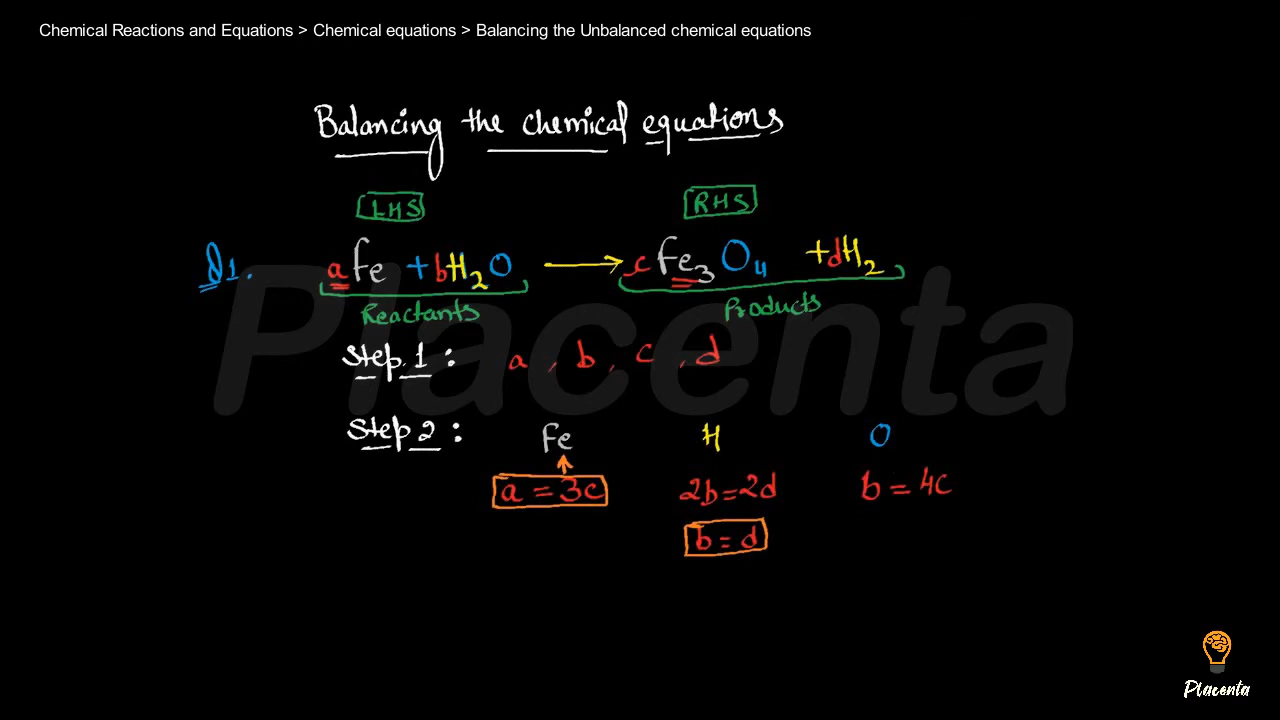 Chemical Reactions and Equations > Chemical equations > Balancing the Unbalanced chemical equations
Balancing the chemical equations
LHS RHS
Q1. aFe + bH₂O → cFe₃O₄ + dH₂
Reactants Products
Placenta
Step 1 : a , b , c , d
Step 2 : Fe H O
a = 3c 2b=2d b = 4c
b = d
Placenta